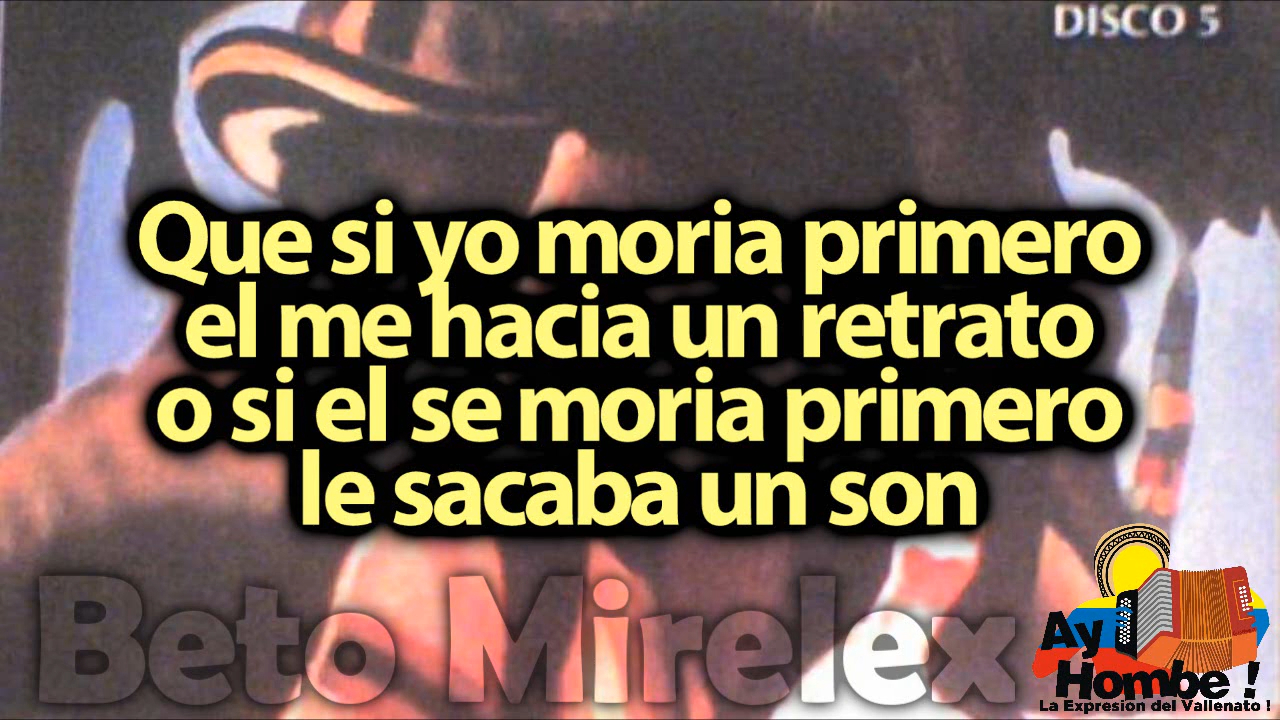 DISCO 5
Que si yo moria primero
el me hacia un retrato
o si el se moria primero
le sacaba un son
Beto Mirelex
Ay
Hombe !
La Expresion del Vallenato !